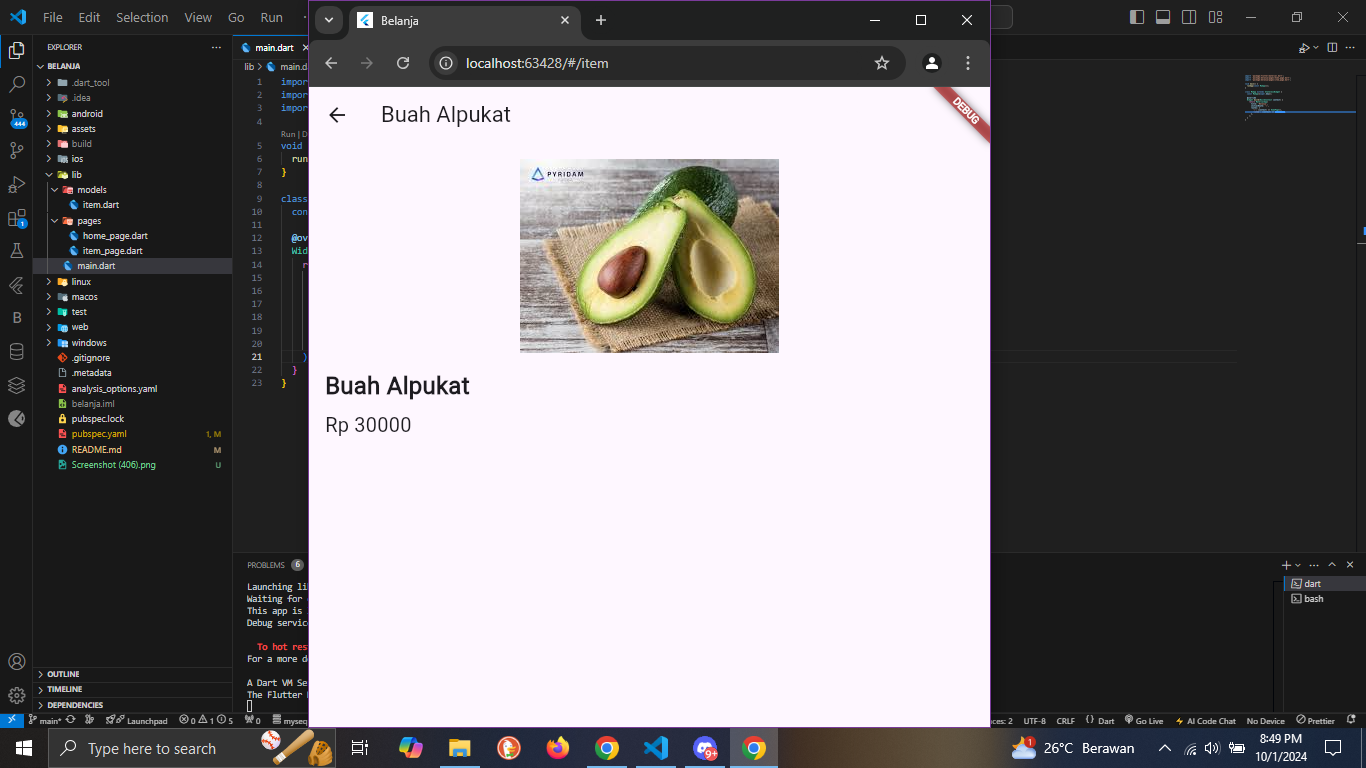 File Edit Selection View Go Run
Belanja
localhost:63428/#/item
EXPLORER
BELANJA
.dart_tool
.idea
android
assets
build
ios
lib
models
item.dart
pages
home_page.dart
item_page.dart
main.dart
linux
macos
test
web
windows
.gitignore
.metadata
analysis_options.yaml
belanja.iml
pubspec.lock
pubspec.yaml 1, M
README.md M
Screenshot (406).png U
OUTLINE
TIMELINE
DEPENDENCIES
444
1
main.dart
lib > main.d
1 impor
2 impor
3 impor
4
Run | D
5 void
6 run
7 }
8
9 class
10 con
11
12 @ov
13 Wid
14 r
15
16
17
18
19
20
21 )
22 }
23 }
Buah Alpukat
DEBUG
PYRIDAM
Buah Alpukat
Rp 30000
PROBLEMS 6
Launching li
Waiting for
This app is
Debug servic
To hot res
For a more d
A Dart VM Se
The Flutter
dart
bash
main* Launchpad 0 1 5 0 mysq
ces: 2 UTF-8 CRLF Dart Go Live AI Code Chat No Device Prettier
Type here to search
9+
1
26°C Berawan
8:49 PM
10/1/2024